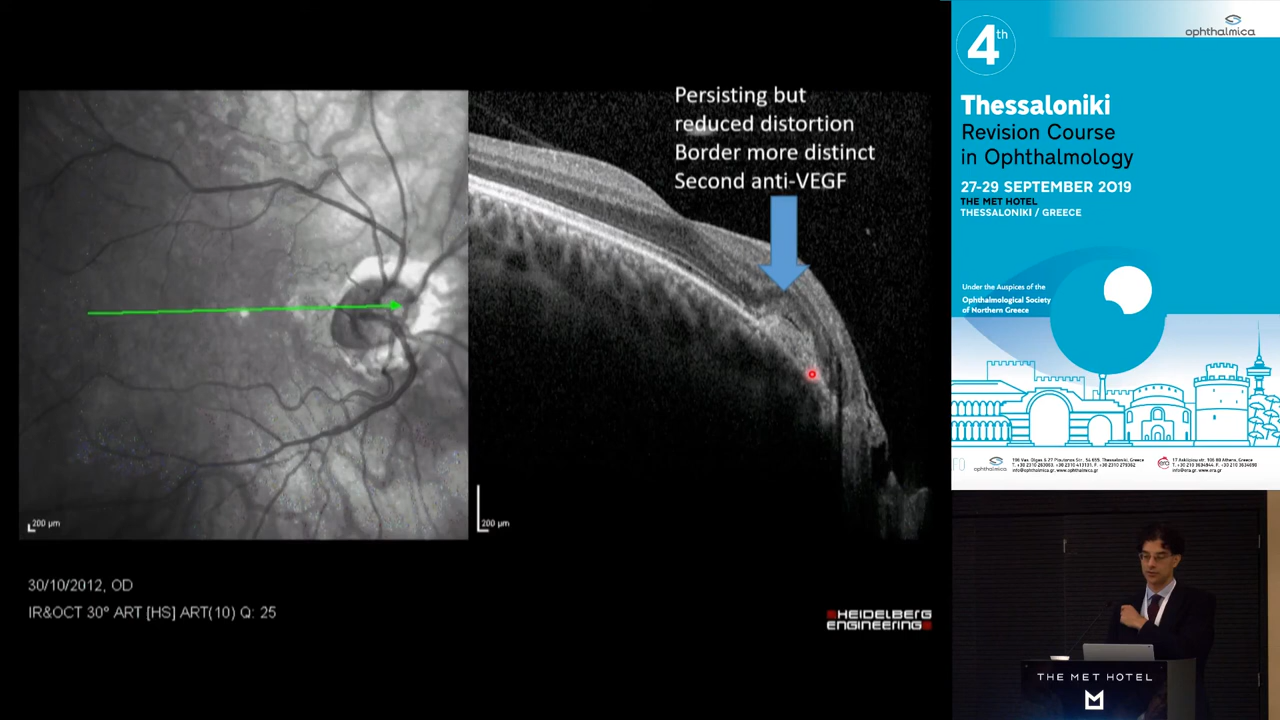 Persisting but
reduced distortion
Border more distinct
Second anti-VEGF
200 µm
200 µm
30/10/2012, OD
IR&OCT 30° ART [HS] ART(10) Q: 25
HEIDELBERG
ENGINEERING
ophthalmica
4th
Thessaloniki
Revision Course
in Ophthalmology
27-29 SEPTEMBER 2019
THE MET HOTEL
THESSALONIKI / GREECE
Under the Auspices of the
Ophthalmological Society
of Northern Greece
ophthalmica
THE MET HOTEL